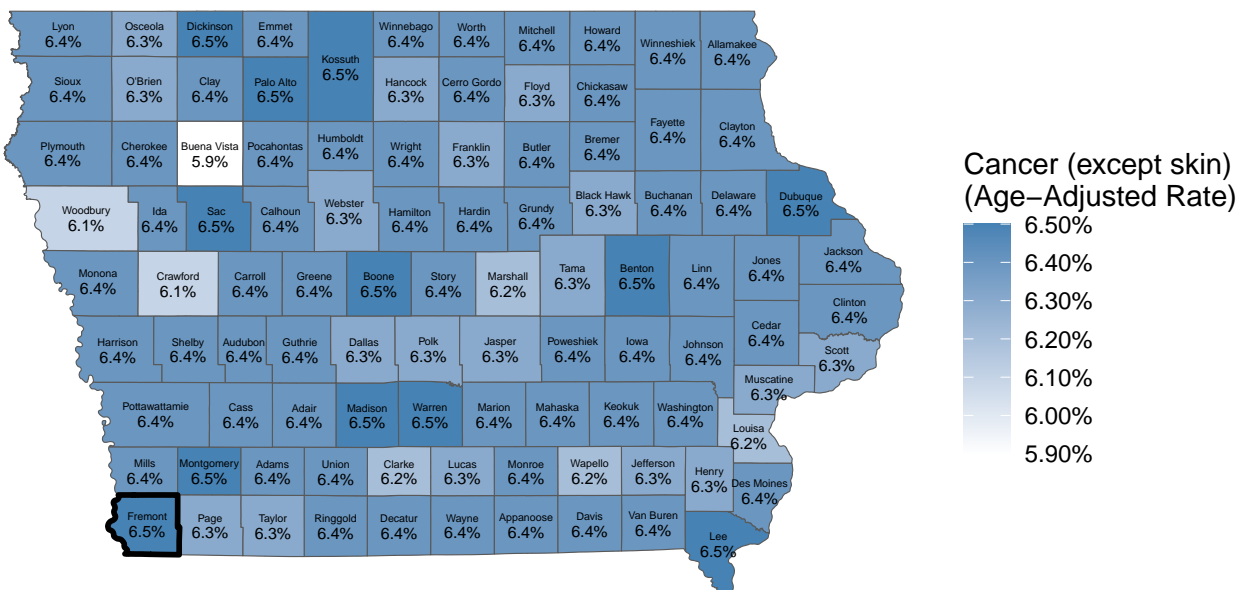 Lyon Osceola Dickinson Emmet Winnebago Worth Mitchell Howard
6.4% 6.3% 6.5% 6.4% 6.4% 6.4% 6.4% 6.4%
Kossuth Winneshiek Allamakee
6.5% 6.4% 6.4%
Sioux O'Brien Clay Palo Alto Hancock Cerro Gordo Floyd Chickasaw
6.4% 6.3% 6.4% 6.5% 6.3% 6.4% 6.3% 6.4%
Fayette Clayton
6.4% 6.4%
Plymouth Cherokee Buena Vista Pocahontas Humboldt Wright Franklin Butler Bremer
6.4% 6.4% 5.9% 6.4% 6.4% 6.4% 6.3% 6.4% 6.4%
Woodbury Ida Sac Calhoun Webster Hamilton Hardin Grundy Black Hawk Buchanan Delaware Dubuque
6.1% 6.4% 6.5% 6.4% 6.3% 6.4% 6.4% 6.4% 6.3% 6.4% 6.4% 6.5%
Monona Crawford Carroll Greene Boone Story Marshall Tama Benton Linn Jones Jackson
6.4% 6.1% 6.4% 6.4% 6.5% 6.4% 6.2% 6.3% 6.5% 6.4% 6.4% 6.4%
Clinton
6.4%
Harrison Shelby Audubon Guthrie Dallas Polk Jasper Poweshiek Iowa Johnson Cedar Scott
6.4% 6.4% 6.4% 6.4% 6.3% 6.3% 6.3% 6.4% 6.4% 6.4% 6.4% 6.3%
Muscatine
6.3%
Pottawattamie Cass Adair Madison Warren Marion Mahaska Keokuk Washington Louisa
6.4% 6.4% 6.4% 6.5% 6.5% 6.4% 6.4% 6.4% 6.4% 6.2%
Mills Montgomery Adams Union Clarke Lucas Monroe Wapello Jefferson Henry Des Moines
6.4% 6.5% 6.4% 6.4% 6.2% 6.3% 6.4% 6.2% 6.3% 6.3% 6.4%
Fremont Page Taylor Ringgold Decatur Wayne Appanoose Davis Van Buren Lee
6.5% 6.3% 6.3% 6.4% 6.4% 6.4% 6.4% 6.4% 6.4% 6.5%
Cancer (except skin)
(Age−Adjusted Rate)
6.50%
6.40%
6.30%
6.20%
6.10%
6.00%
5.90%